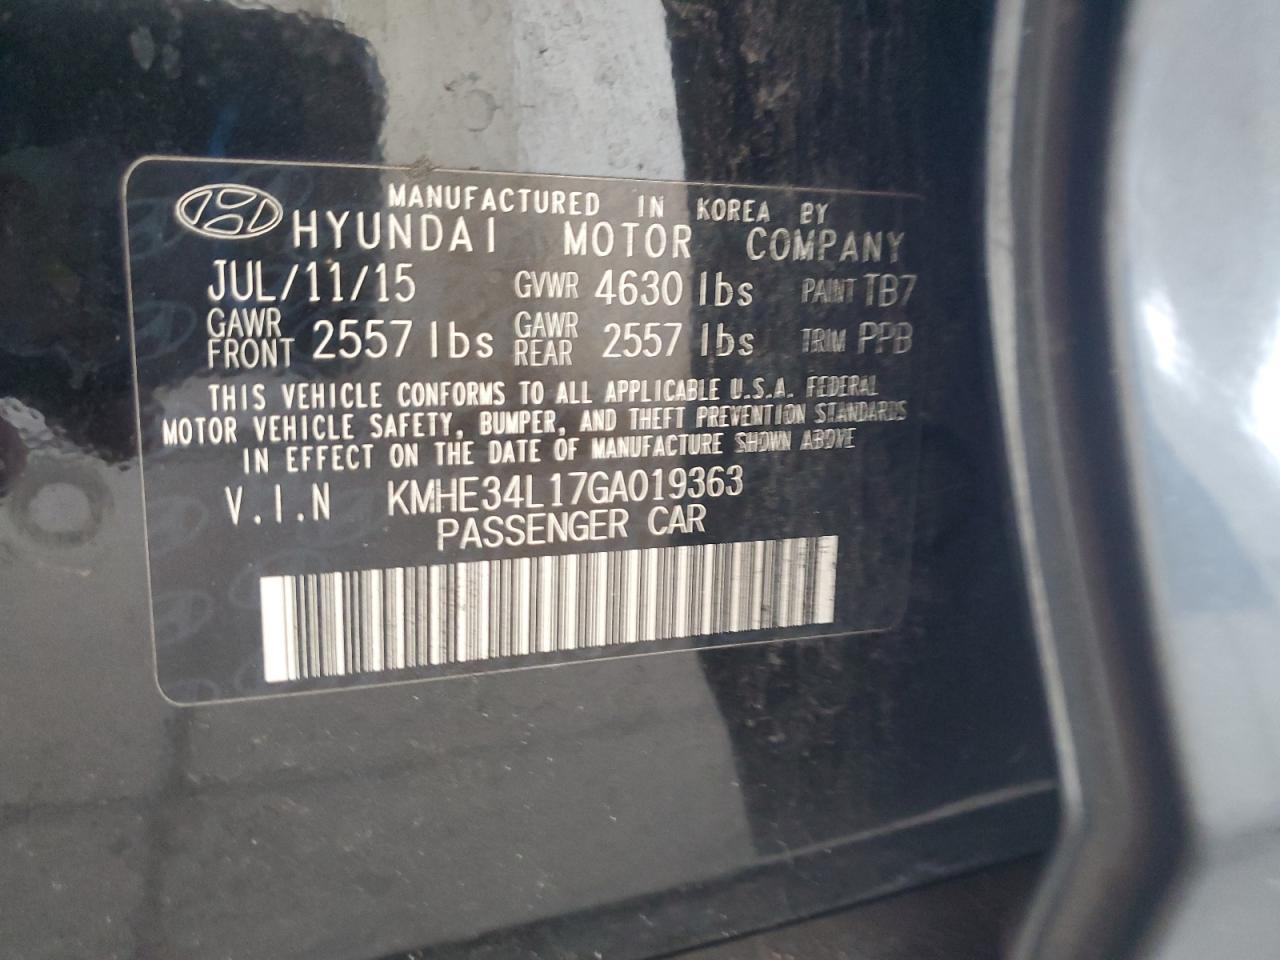 MANUFACTURED IN KOREA BY
HYUNDAI MOTOR COMPANY
JUL/11/15 GVWR 4630 lbs PAINT TB7
GAWR FRONT 2557 lbs GAWR REAR 2557 lbs TRIM PPB
THIS VEHICLE CONFORMS TO ALL APPLICABLE U.S.A. FEDERAL
MOTOR VEHICLE SAFETY, BUMPER, AND THEFT PREVENTION STANDARDS
IN EFFECT ON THE DATE OF MANUFACTURE SHOWN ABOVE
V.I.N KMHE34L17GA019363
PASSENGER CAR